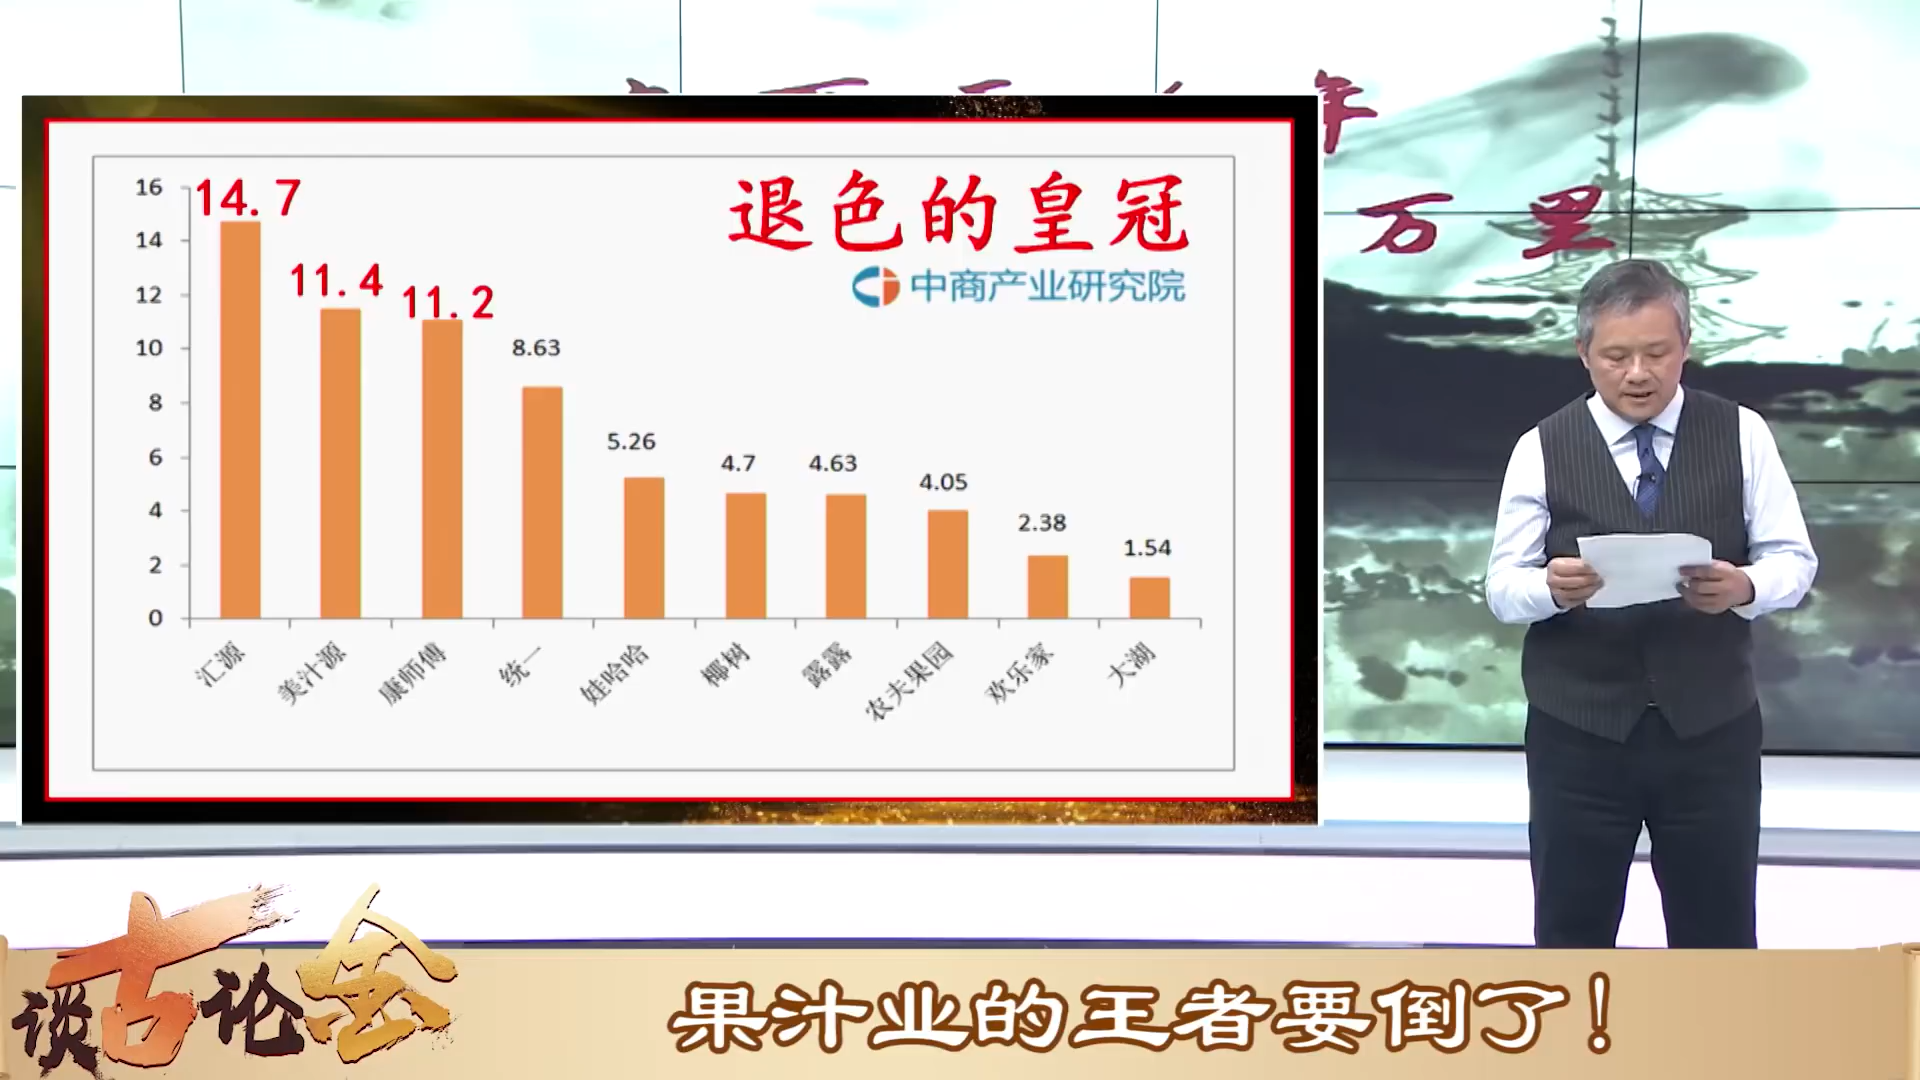 年
万里
退色的皇冠
中商产业研究院
16
14
12
10
8
6
4
2
0
14.7
11.4
11.2
8.63
5.26
4.7
4.63
4.05
2.38
1.54
汇源
美汁源
康师傅
统一
娃哈哈
椰树
露露
农夫果园
欢乐家
大湖
谈古论金
果汁业的王者要倒了!